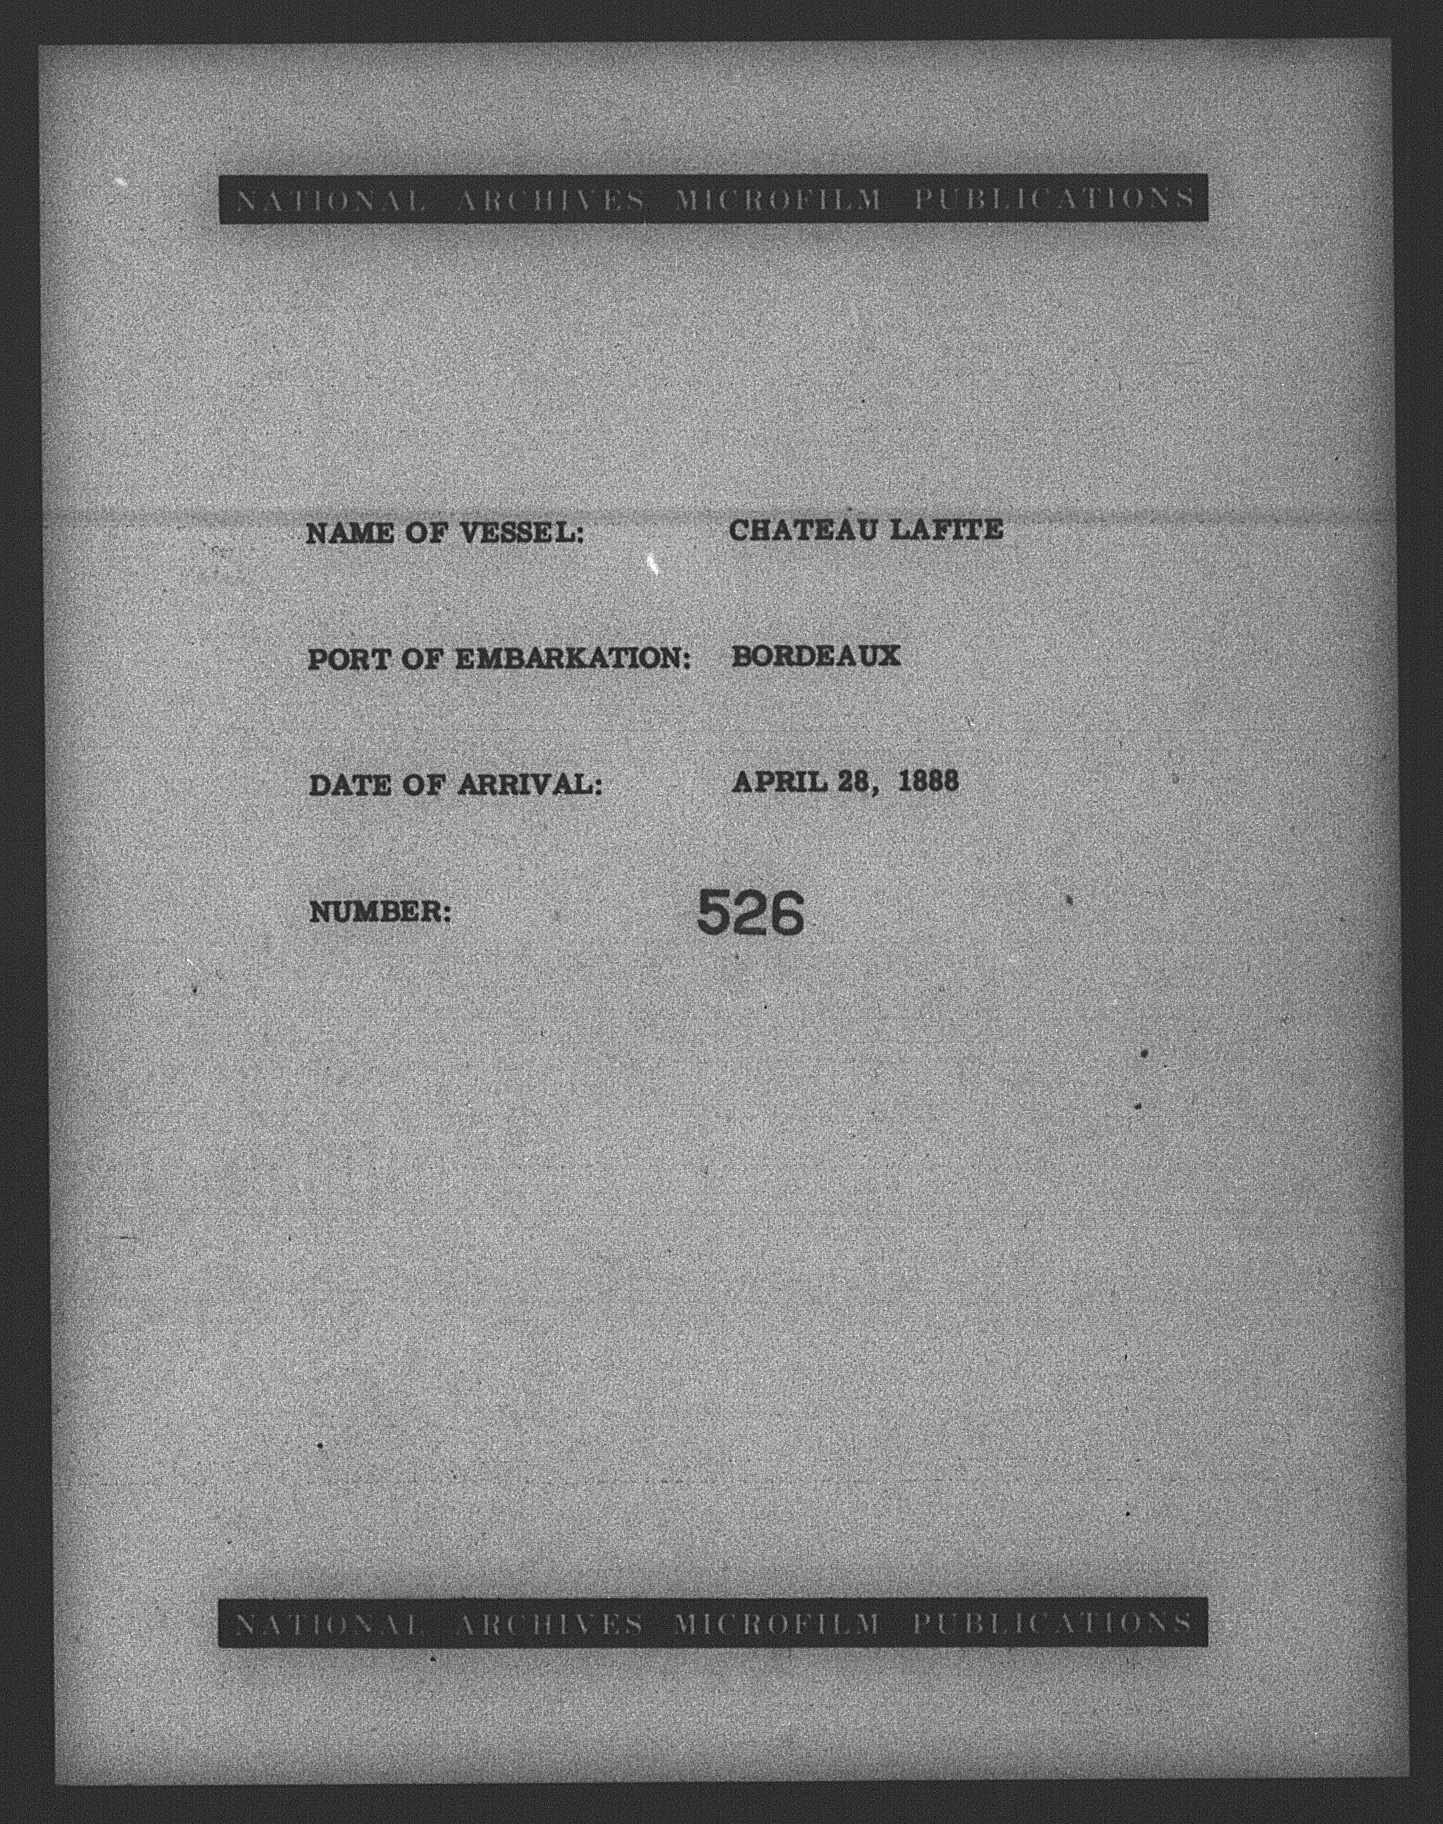 NATIONAL ARCHIVES MICROFILM PUBLICATIONS
NAME OF VESSEL: CHATEAU LAFITE
PORT OF EMBARKATION: BORDEAUX
DATE OF ARRIVAL: APRIL 28, 1888
NUMBER: 526
NATIONAL ARCHIVES MICROFILM PUBLICATIONS